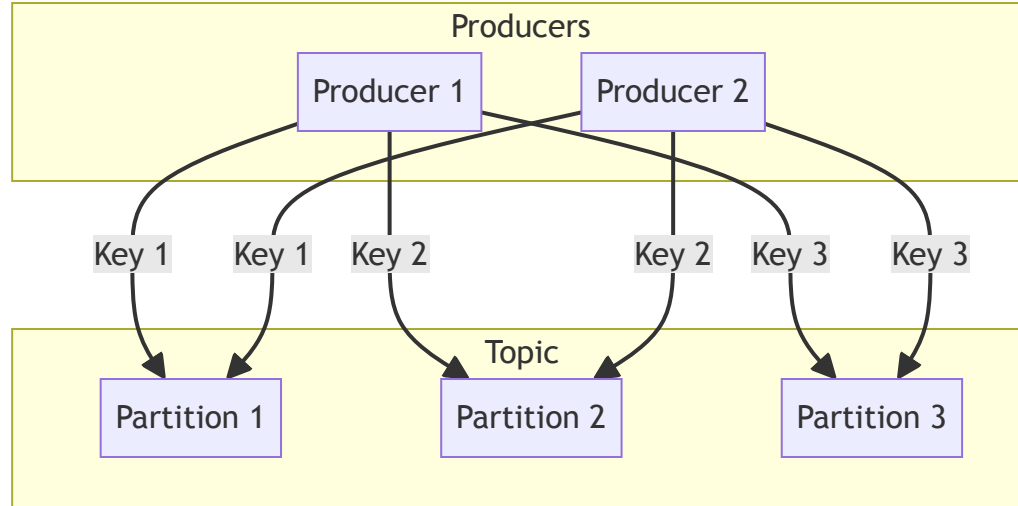 Producers
Producer 1
Producer 2
Key 1
Key 1
Key 2
Key 2
Key 3
Key 3
Topic
Partition 1
Partition 2
Partition 3